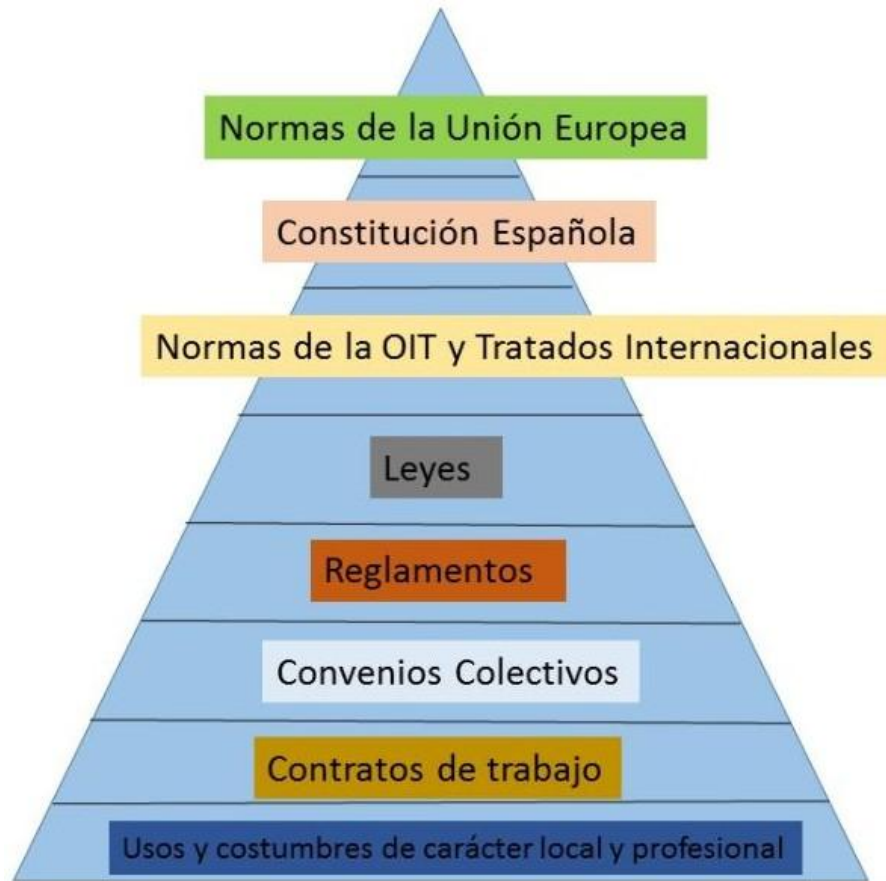 Normas de la Unión Europea
Constitución Española
Normas de la OIT y Tratados Internacionales
Leyes
Reglamentos
Convenios Colectivos
Contratos de trabajo
Usos y costumbres de carácter local y profesional